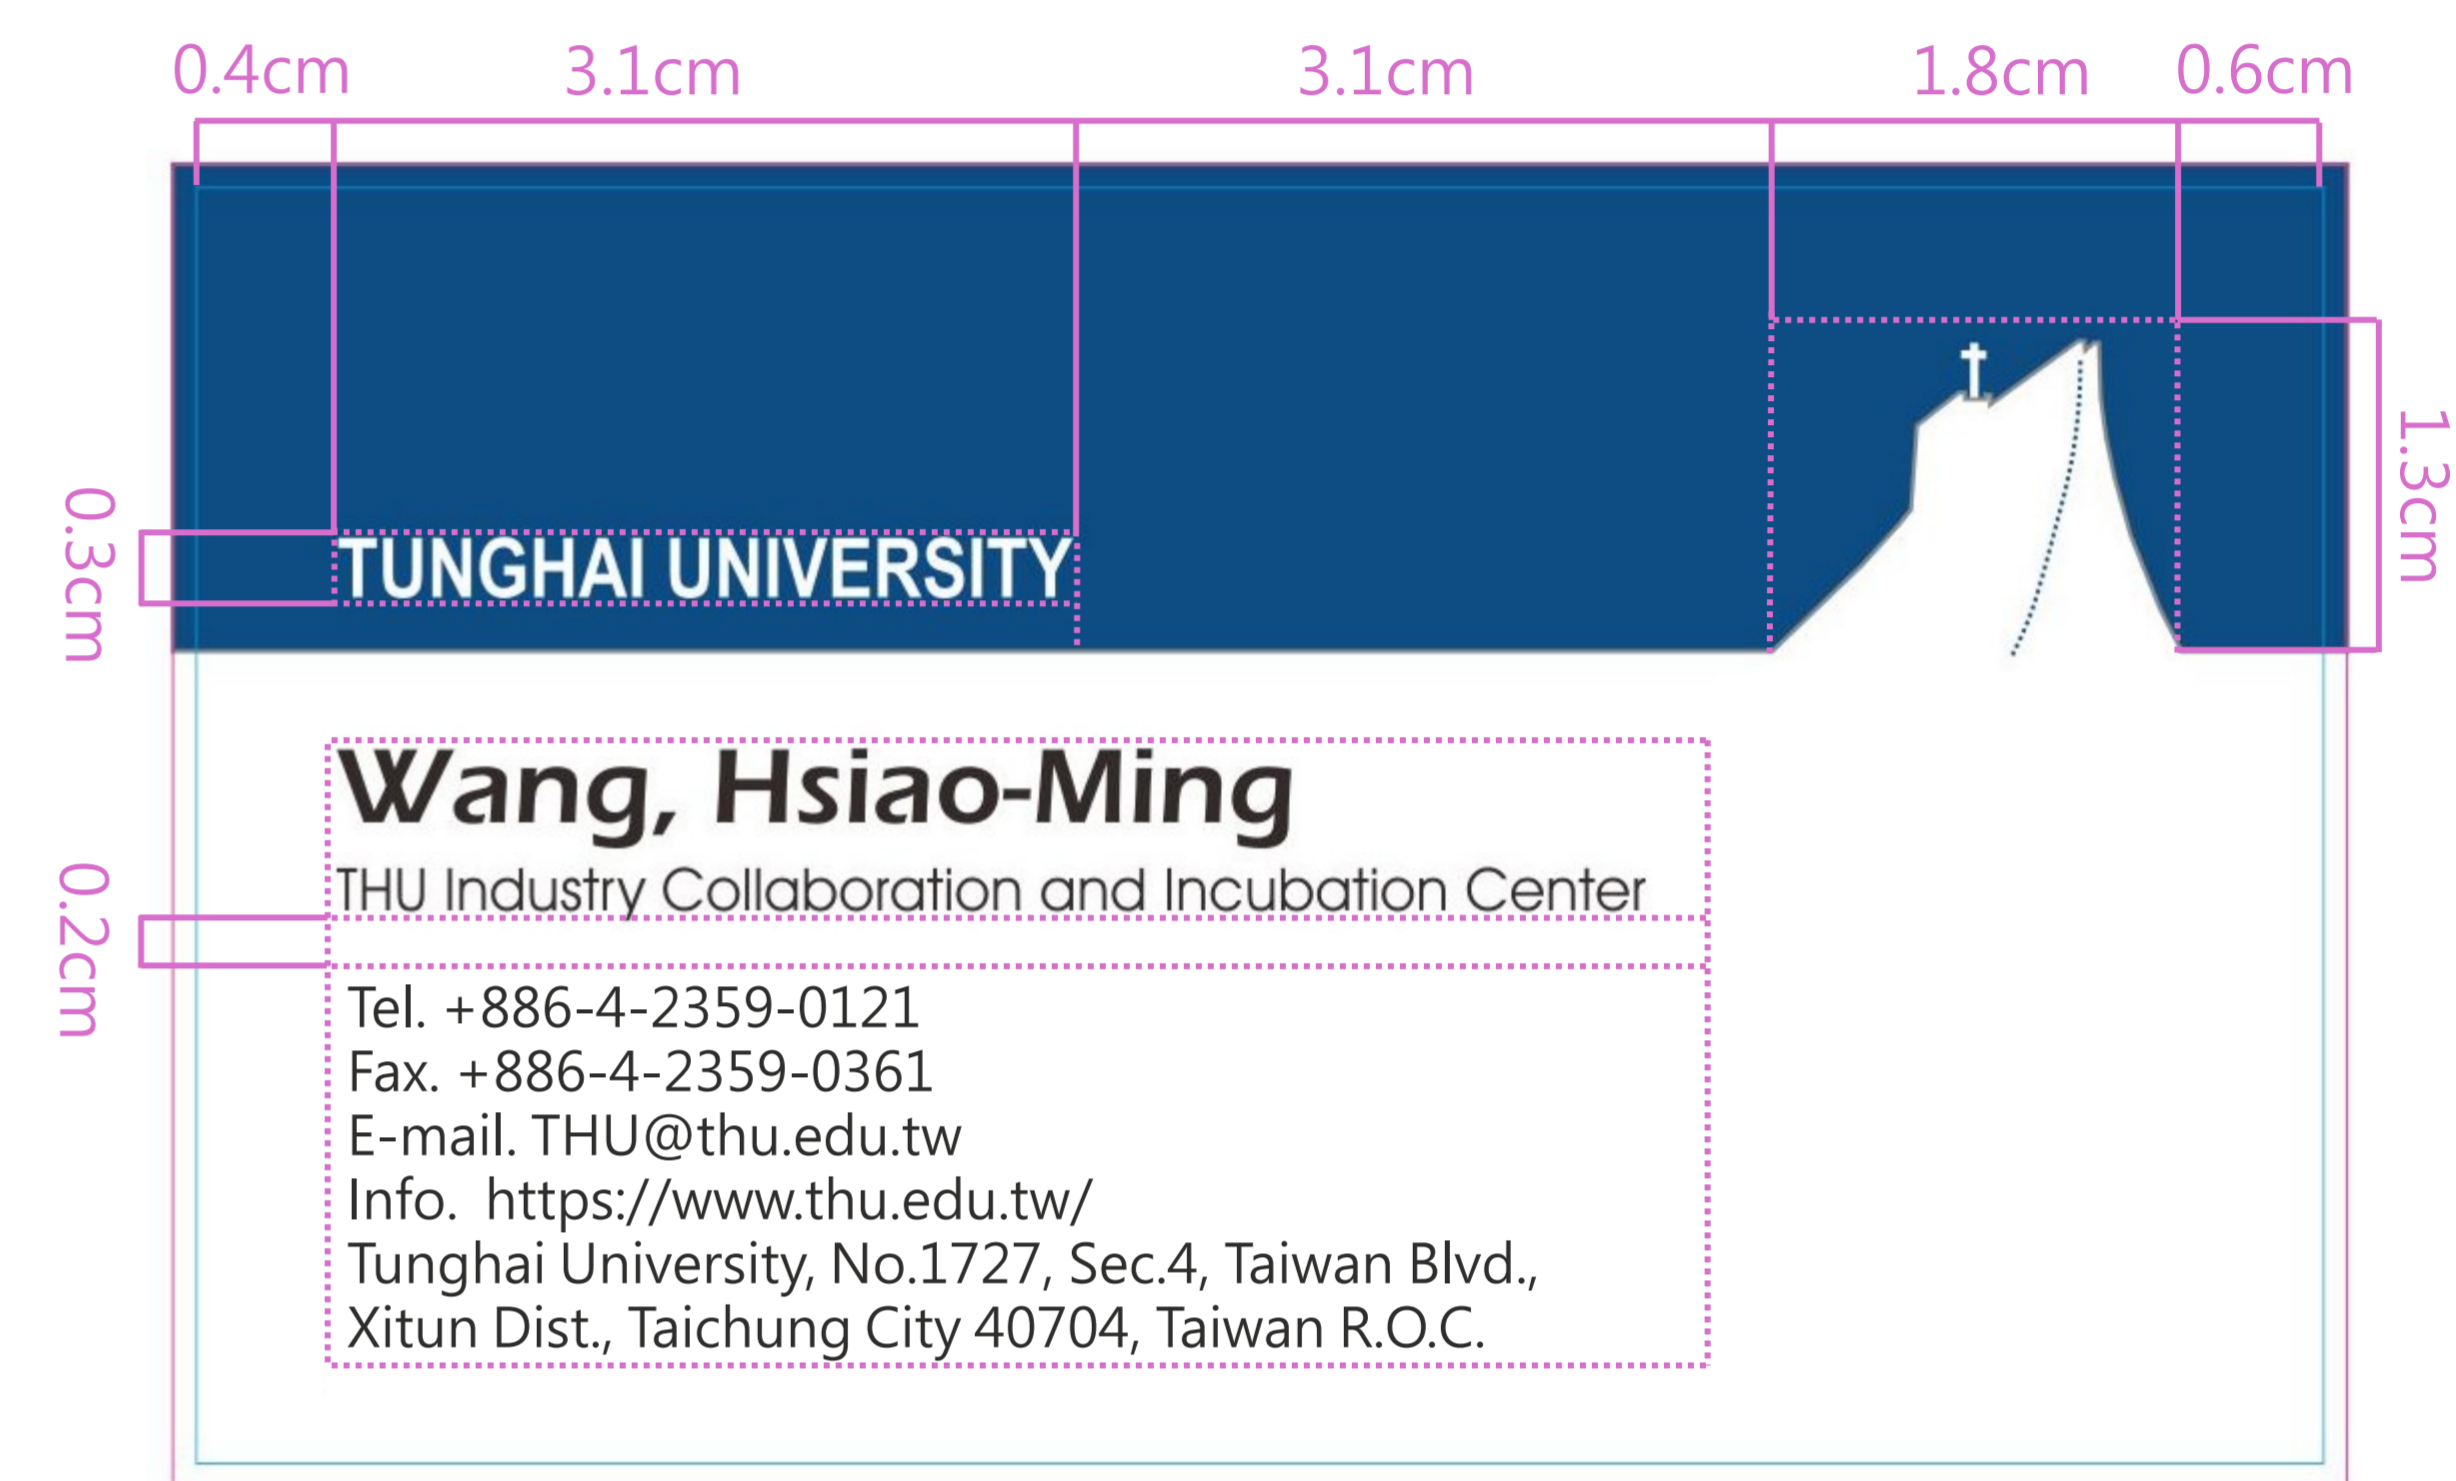 0.4cm 3.1cm 3.1cm 1.8cm 0.6cm
1.3cm
0.3cm
TUNGHAI UNIVERSITY
Wang, Hsiao-Ming
THU Industry Collaboration and Incubation Center
0.2cm
Tel. +886-4-2359-0121
Fax. +886-4-2359-0361
E-mail. THU@thu.edu.tw
Info. https://www.thu.edu.tw/
Tunghai University, No.1727, Sec.4, Taiwan Blvd.,
Xitun Dist., Taichung City 40704, Taiwan R.O.C.